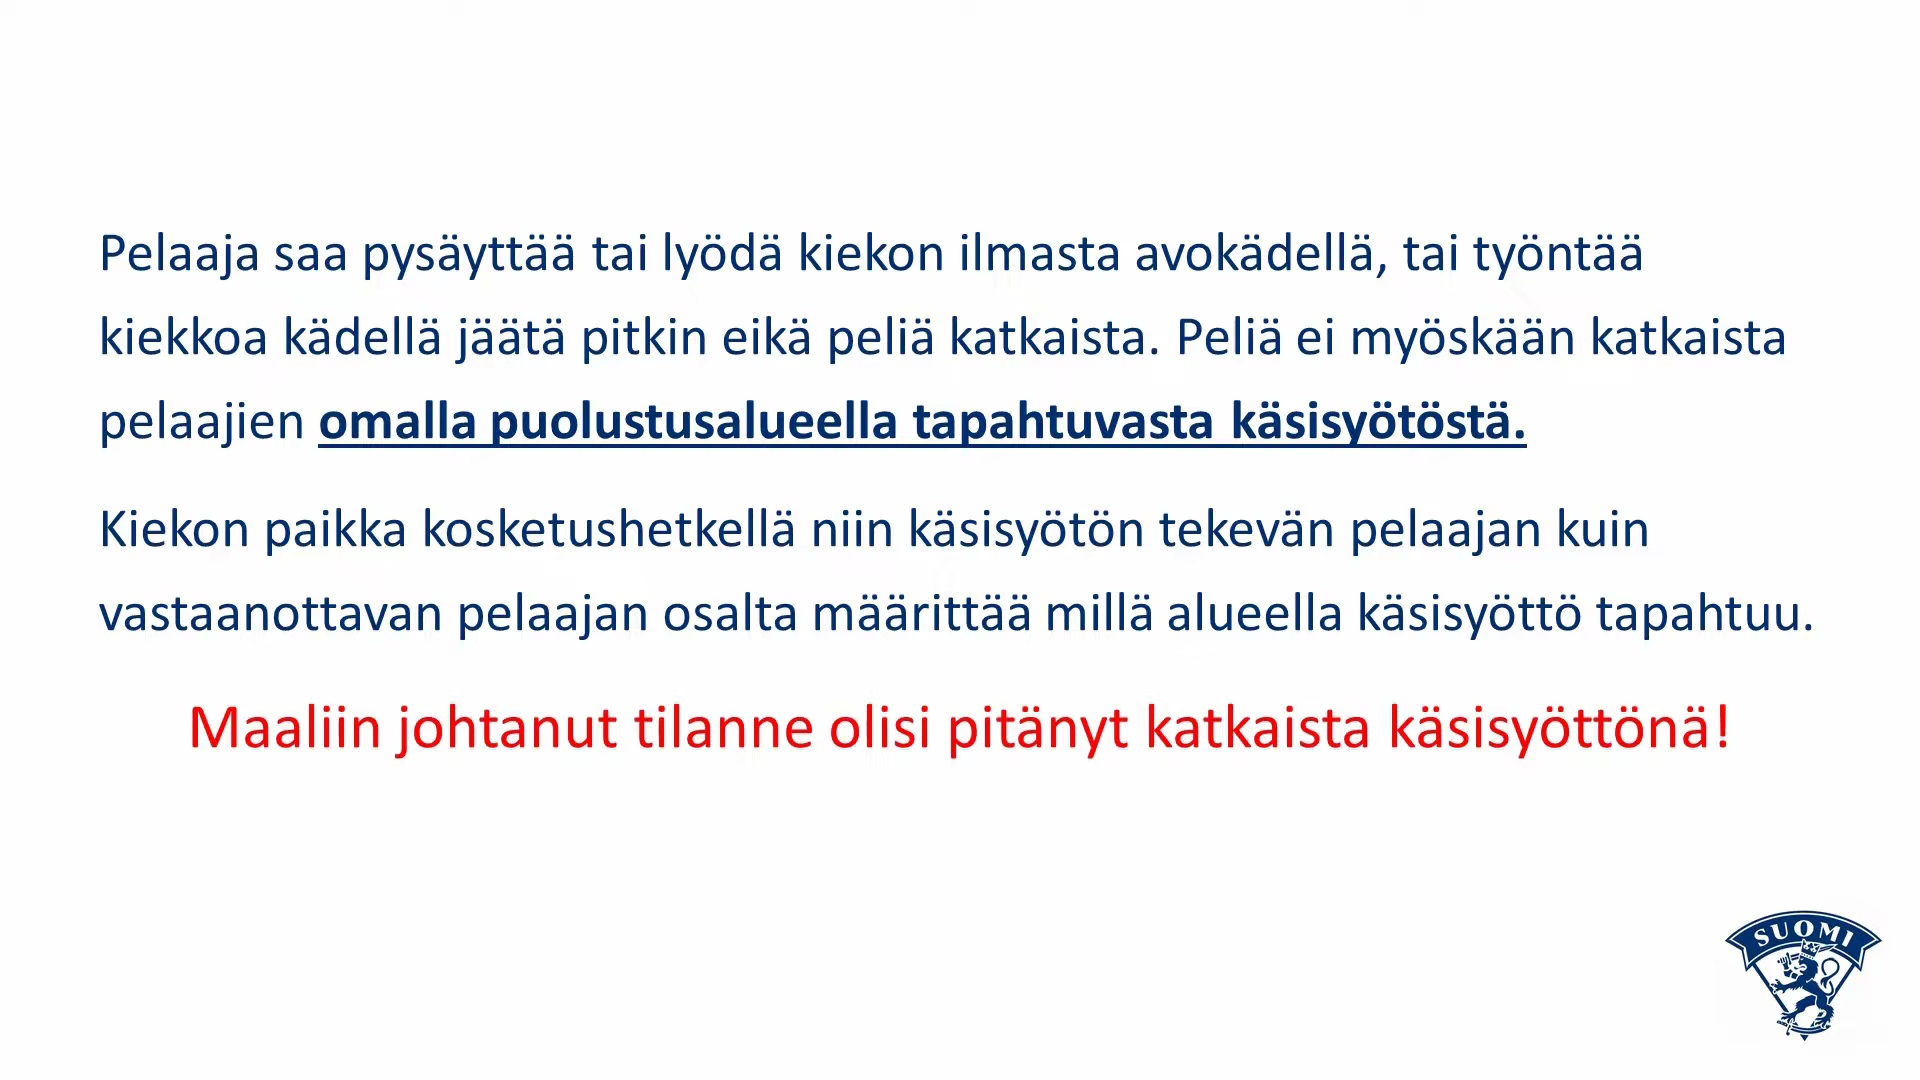 Pelaaja saa pysäyttää tai lyödä kiekon ilmasta avokädellä, tai työntää
kiekkoa kädellä jäätä pitkin eikä peliä katkaista. Peliä ei myöskään katkaista
pelaajien omalla puolustusalueella tapahtuvasta käsisyötöstä.
Kiekon paikka kosketushetkellä niin käsisyötön tekevän pelaajan kuin
vastaanottavan pelaajan osalta määrittää millä alueella käsisyöttö tapahtuu.
Maaliin johtanut tilanne olisi pitänyt katkaista käsisyöttönä!
SUOMI